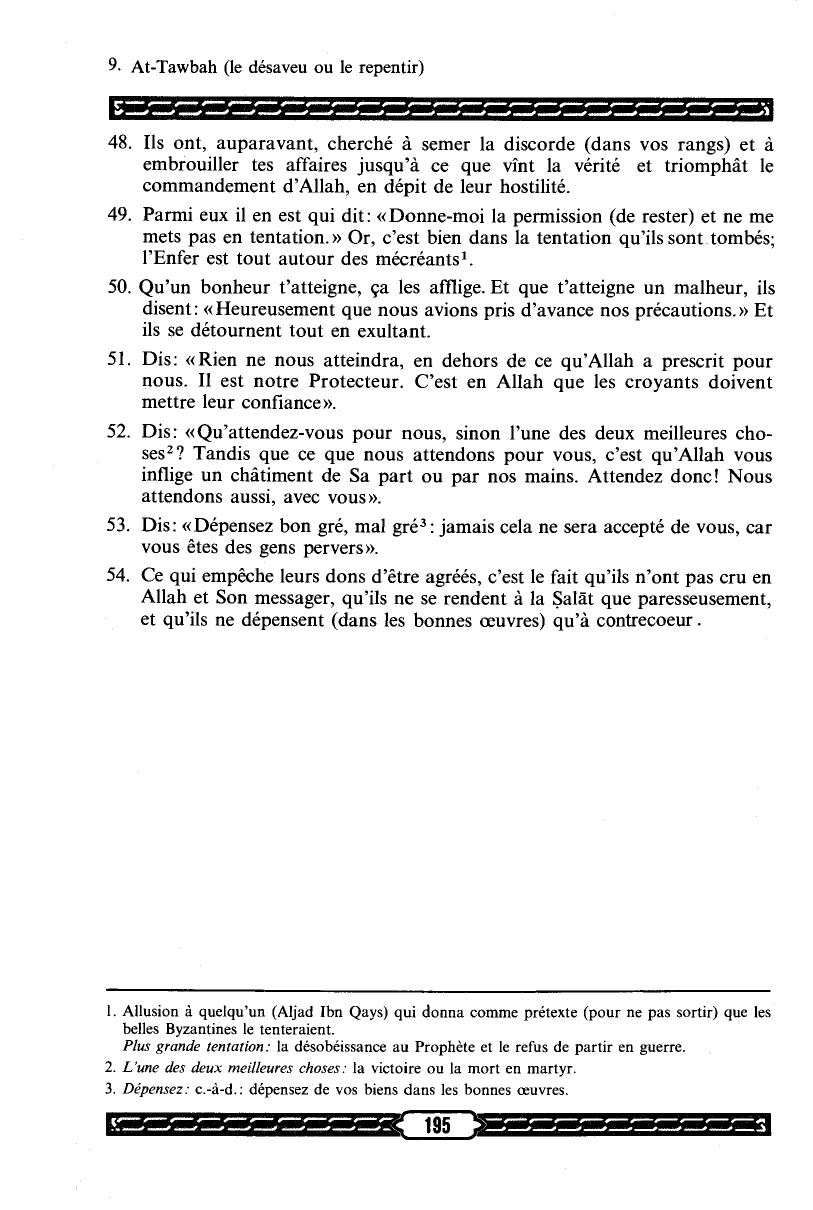 9. At-Tawbah (le désaveu ou le repentir)
48. Ils ont, auparavant, cherché à semer la discorde (dans vos rangs) et à
embrouiller tes affaires jusqu’à ce que vînt la vérité et triomphât le
commandement d’Allah, en dépit de leur hostilité.
49. Parmi eux il en est qui dit: «Donne-moi la permission (de rester) et ne me
mets pas en tentation.» Or, c’est bien dans la tentation qu’ils sont tombés;
l’Enfer est tout autour des mécréants¹.
50. Qu’un bonheur t’atteigne, ça les afflige. Et que t’atteigne un malheur, ils
disent: «Heureusement que nous avions pris d’avance nos précautions.» Et
ils se détournent tout en exultant.
51. Dis: «Rien ne nous atteindra, en dehors de ce qu’Allah a prescrit pour
nous. Il est notre Protecteur. C’est en Allah que les croyants doivent
mettre leur confiance».
52. Dis: «Qu’attendez-vous pour nous, sinon l’une des deux meilleures cho-
ses²? Tandis que ce que nous attendons pour vous, c’est qu’Allah vous
inflige un châtiment de Sa part ou par nos mains. Attendez donc! Nous
attendons aussi, avec vous».
53. Dis: «Dépensez bon gré, mal gré³: jamais cela ne sera accepté de vous, car
vous êtes des gens pervers».
54. Ce qui empêche leurs dons d’être agréés, c’est le fait qu’ils n’ont pas cru en
Allah et Son messager, qu’ils ne se rendent à la Ṣalāt que paresseusement,
et qu’ils ne dépensent (dans les bonnes œuvres) qu’à contrecoeur.
1. Allusion à quelqu’un (Aljad Ibn Qays) qui donna comme prétexte (pour ne pas sortir) que les
belles Byzantines le tenteraient.
Plus grande tentation: la désobéissance au Prophète et le refus de partir en guerre.
2. L’une des deux meilleures choses: la victoire ou la mort en martyr.
3. Dépensez: c.-à-d.: dépensez de vos biens dans les bonnes œuvres.
195